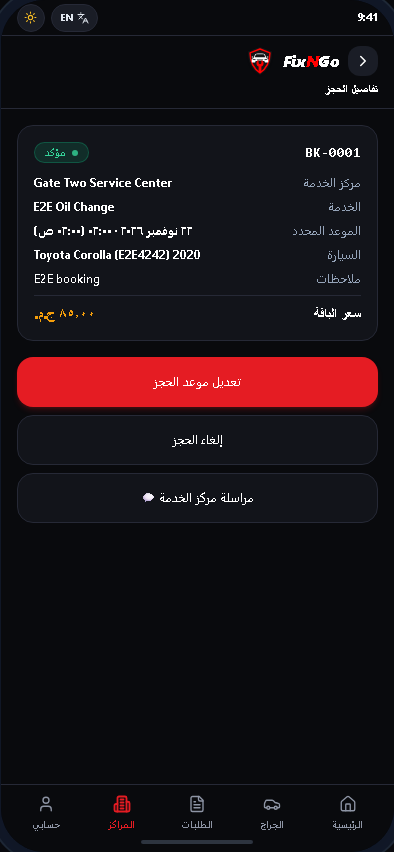 9:41
EN
FixNGo
تفاصيل الحجز
BK-0001
مؤكد
مركز الخدمة
Gate Two Service Center
الخدمة
E2E Oil Change
الموعد المحدد
٢٢ نوفمبر ٢٠٢٦ · ٠٢:٠٠ (٠٢:٠٠ ص)
السيارة
Toyota Corolla (E2E4242) 2020
ملاحظات
E2E booking
سعر الباقة
٨٥٫٠٠ ج.م.
تعديل موعد الحجز
إلغاء الحجز
مراسلة مركز الخدمة
الرئيسية
الجراج
الطلبات
المراكز
حسابي